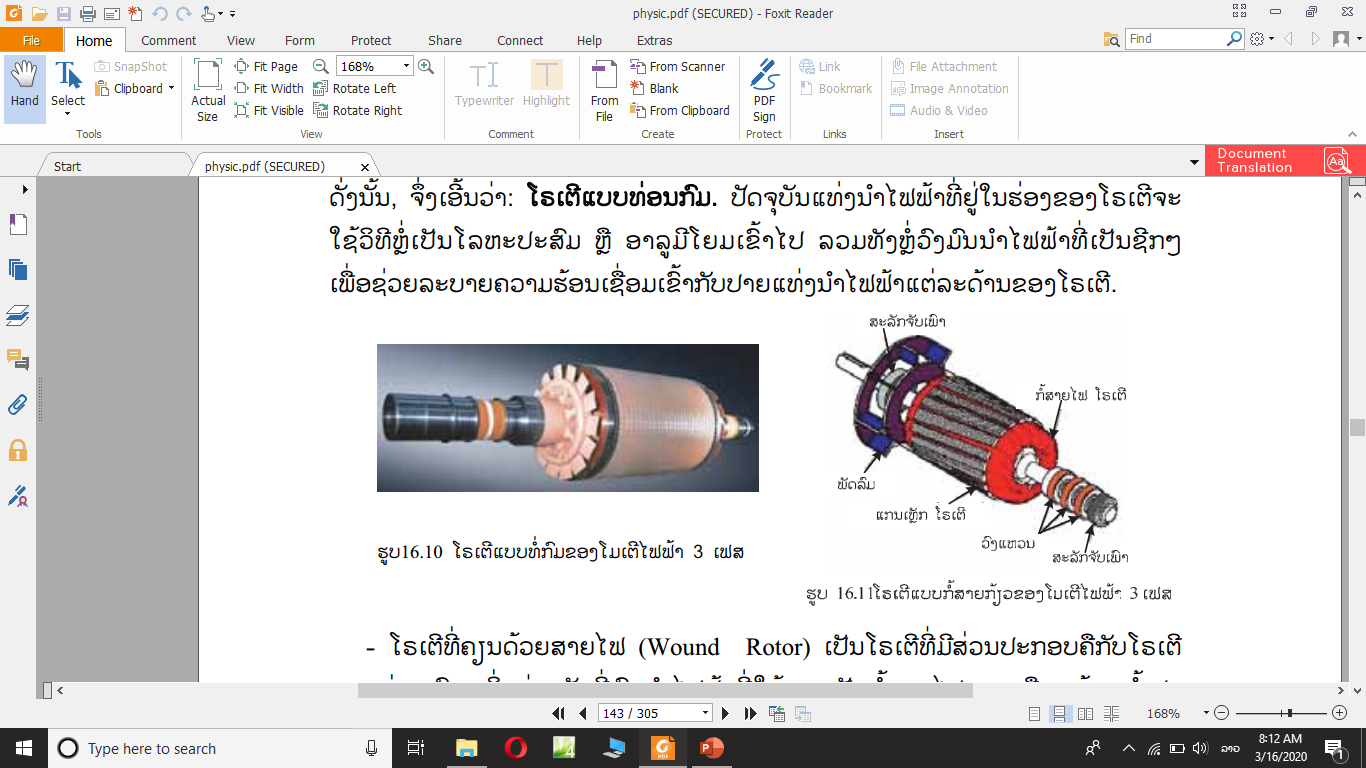 physic.pdf (SECURED) - Foxit Reader
File Home Comment View Form Protect Share Connect Help Extras
Find
Hand
Select
SnapShot
Clipboard
Tools
Actual Size
Fit Page
Fit Width
Fit Visible
168%
Rotate Left
Rotate Right
View
Typewriter
Highlight
Comment
From File
From Scanner
Blank
From Clipboard
Create
PDF Sign
Protect
Link
Bookmark
Links
File Attachment
Image Annotation
Audio & Video
Insert
Start
physic.pdf (SECURED)
Document Translation
ດັ່ງນັ້ນ, ຈຶ່ງເອີ້ນວ່າ: ໂຣເຕີແບບທ່ອນກົມ. ປັດຈຸບັນແທ່ງນຳໄຟຟ້າທີ່ຢູ່ໃນຮ່ອງຂອງໂຣເຕີຈະ
ໃຊ້ວິທີຫຼໍ່ເປັນໂລຫະປະສົມ ຫຼື ອາລູມີໂຍມເຂົ້າໄປ ລວມທັງຫຼໍ່ວົງມົນນຳໄຟຟ້າທີ່ເປັນຊີກໆ
ເພື່ອຊ່ວຍລະບາຍຄວາມຮ້ອນເຊື່ອມເຂົ້າກັບປາຍແທ່ງນຳໄຟຟ້າແຕ່ລະດ້ານຂອງໂຣເຕີ.
ສະລັກຈັບເພົາ
ກໍ້ສາຍໄຟ ໂຣເຕີ
ພັດລົມ
ແກນເຫຼັກ ໂຣເຕີ
ວົງແຫວນ
ສະລັກຈັບເພົາ
ຮູບ16.10 ໂຣເຕີແບບທໍ່ກົມຂອງໂມເຕີໄຟຟ້າ 3 ເຟສ
ຮູບ 16.11ໂຣເຕີແບບກໍ້ສາຍກ້ຽວຂອງໂມເຕີໄຟຟ້າ 3 ເຟສ
- ໂຣເຕີທີ່ຄຽນດ້ວຍສາຍໄຟ (Wound Rotor) ເປັນໂຣເຕີທີ່ມີສ່ວນປະກອບຄືກັບໂຣເຕີ
143 / 305
168%
Type here to search
ລາວ
8:12 AM
3/16/2020
1